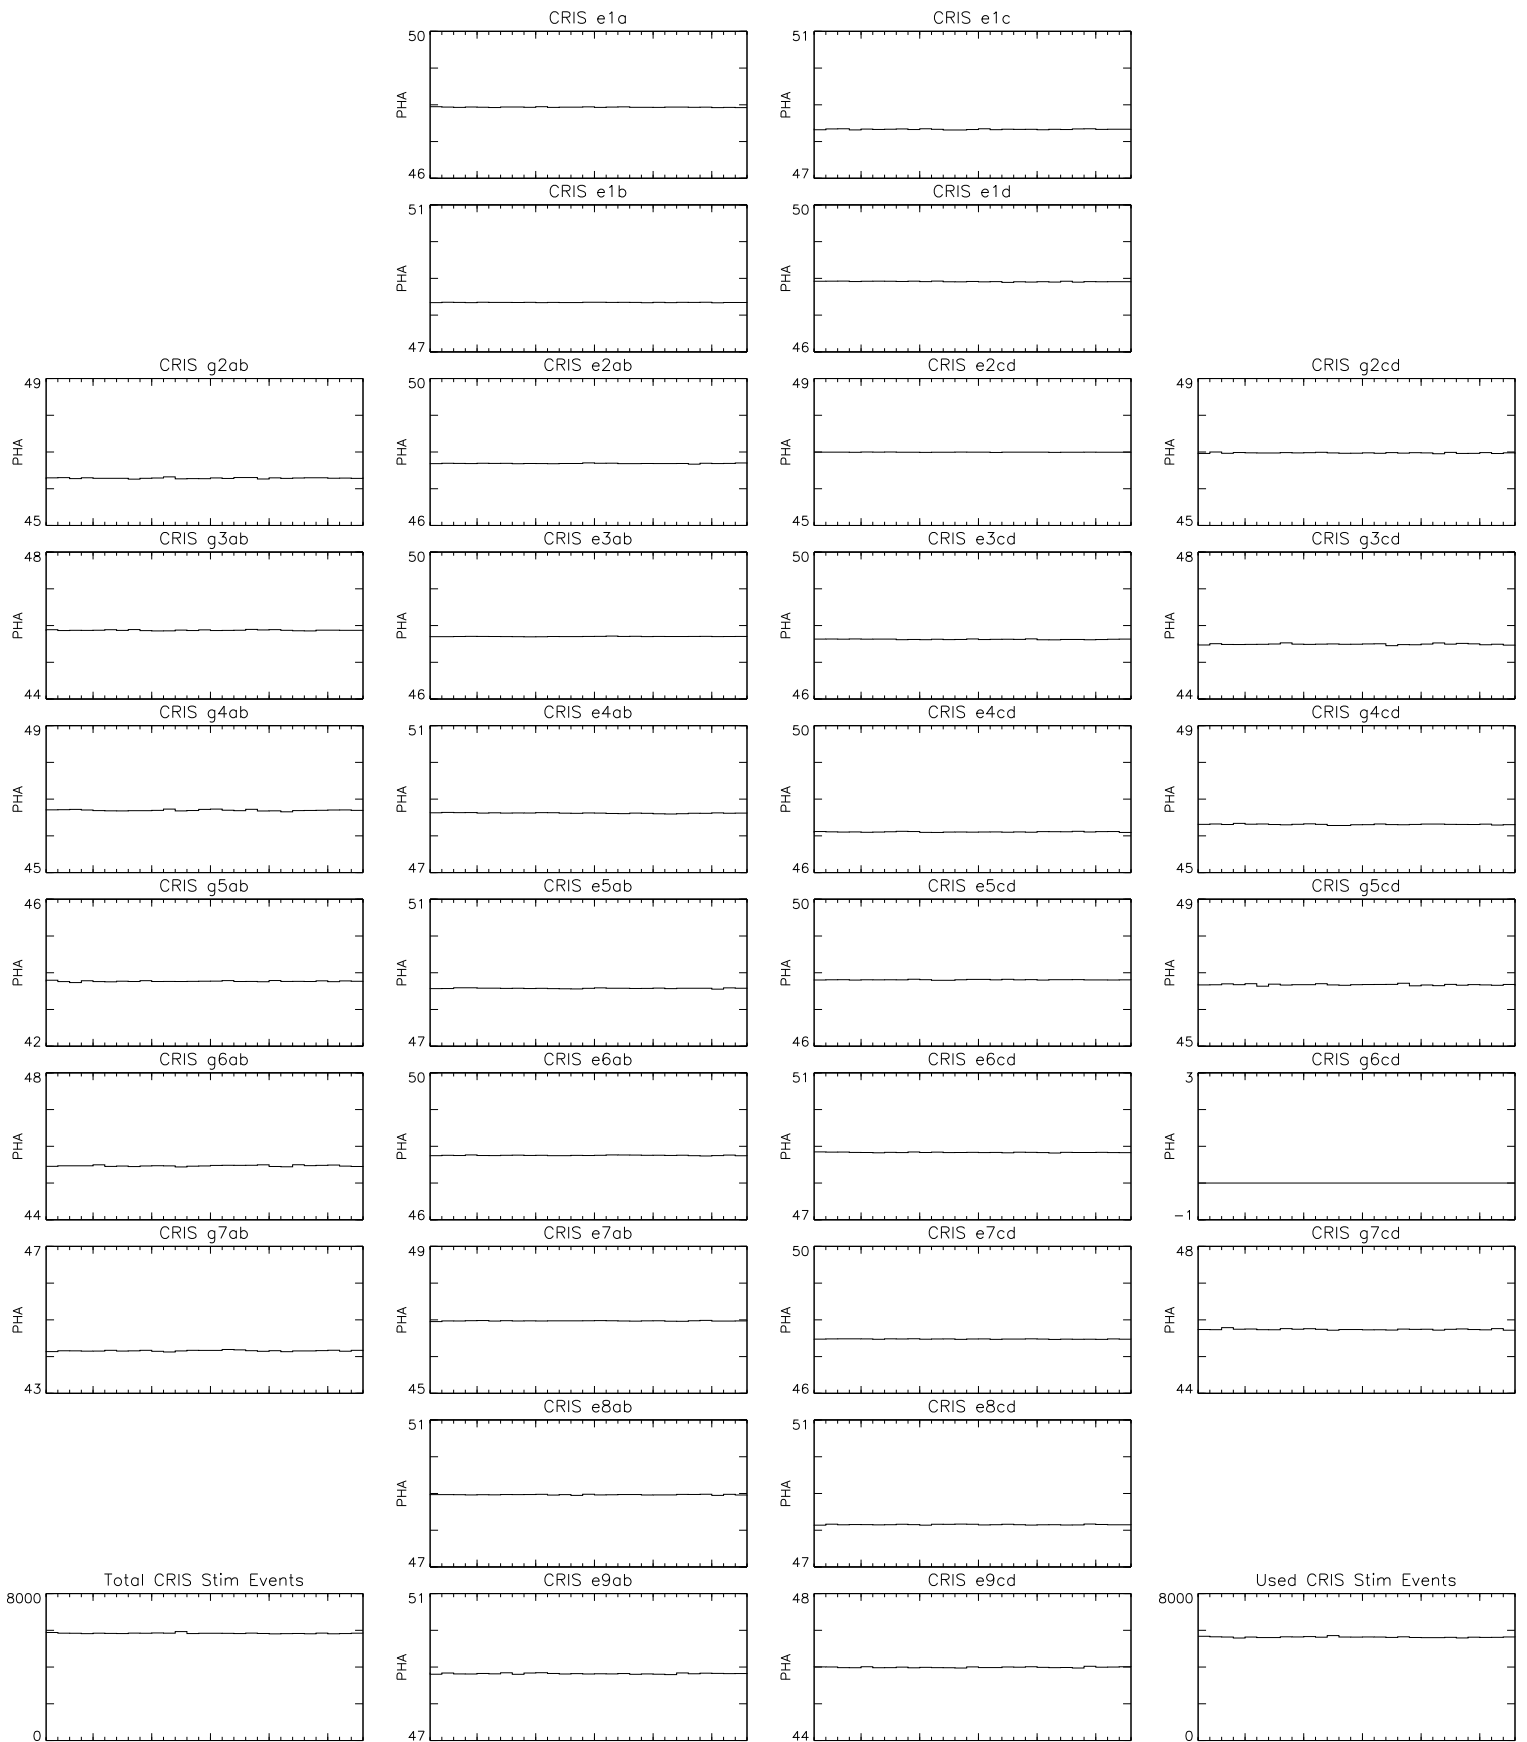 CRIS e1a
CRIS e1c
50
PHA
46
51
PHA
47
CRIS e1b
CRIS e1d
51
PHA
47
50
PHA
46
CRIS g2ab
CRIS e2ab
CRIS e2cd
CRIS g2cd
49
PHA
45
50
PHA
46
49
PHA
45
49
PHA
45
CRIS g3ab
CRIS e3ab
CRIS e3cd
CRIS g3cd
48
PHA
44
50
PHA
46
50
PHA
46
48
PHA
44
CRIS g4ab
CRIS e4ab
CRIS e4cd
CRIS g4cd
49
PHA
45
51
PHA
47
50
PHA
46
49
PHA
45
CRIS g5ab
CRIS e5ab
CRIS e5cd
CRIS g5cd
46
PHA
42
51
PHA
47
50
PHA
46
49
PHA
45
CRIS g6ab
CRIS e6ab
CRIS e6cd
CRIS g6cd
48
PHA
44
50
PHA
46
51
PHA
47
3
PHA
-1
CRIS g7ab
CRIS e7ab
CRIS e7cd
CRIS g7cd
47
PHA
43
49
PHA
45
50
PHA
46
48
PHA
44
CRIS e8ab
CRIS e8cd
51
PHA
47
51
PHA
47
Total CRIS Stim Events
CRIS e9ab
CRIS e9cd
Used CRIS Stim Events
8000
0
51
PHA
47
48
PHA
44
8000
0